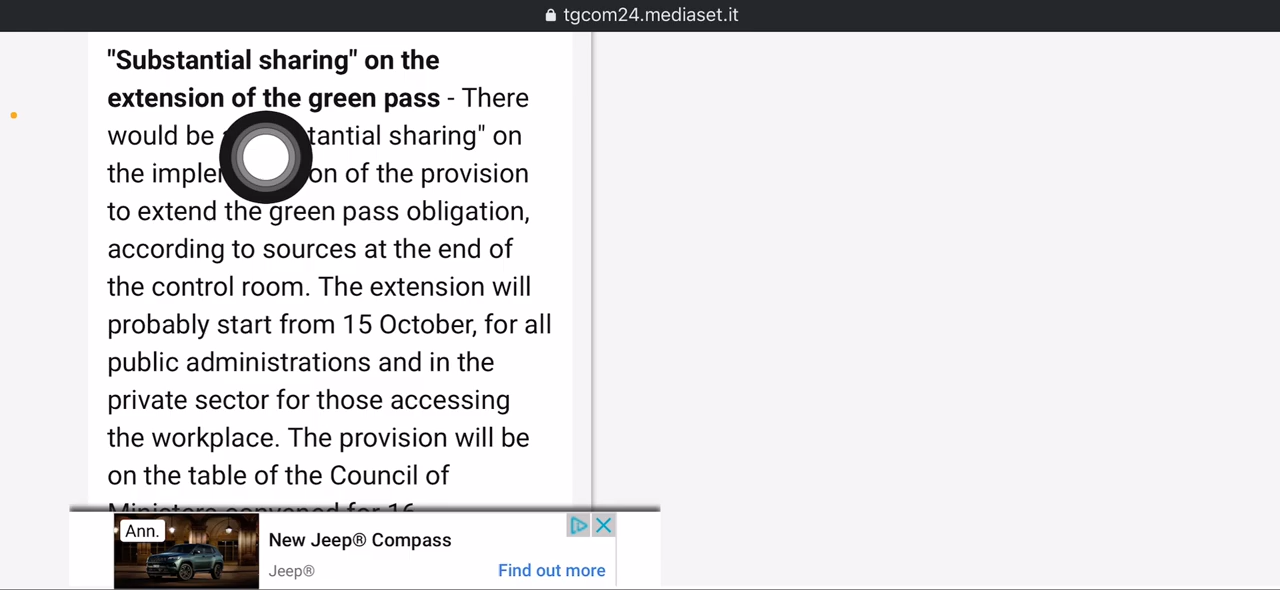 tgcom24.mediaset.it
"Substantial sharing" on the
extension of the green pass - There
would be sharing" on
the of the provision
to extend the green pass obligation,
according to sources at the end of
the control room. The extension will
probably start from 15 October, for all
public administrations and in the
private sector for those accessing
the workplace. The provision will be
on the table of the Council of
Ministers convened for 16
Ann.
New Jeep® Compass
Jeep®
Find out more